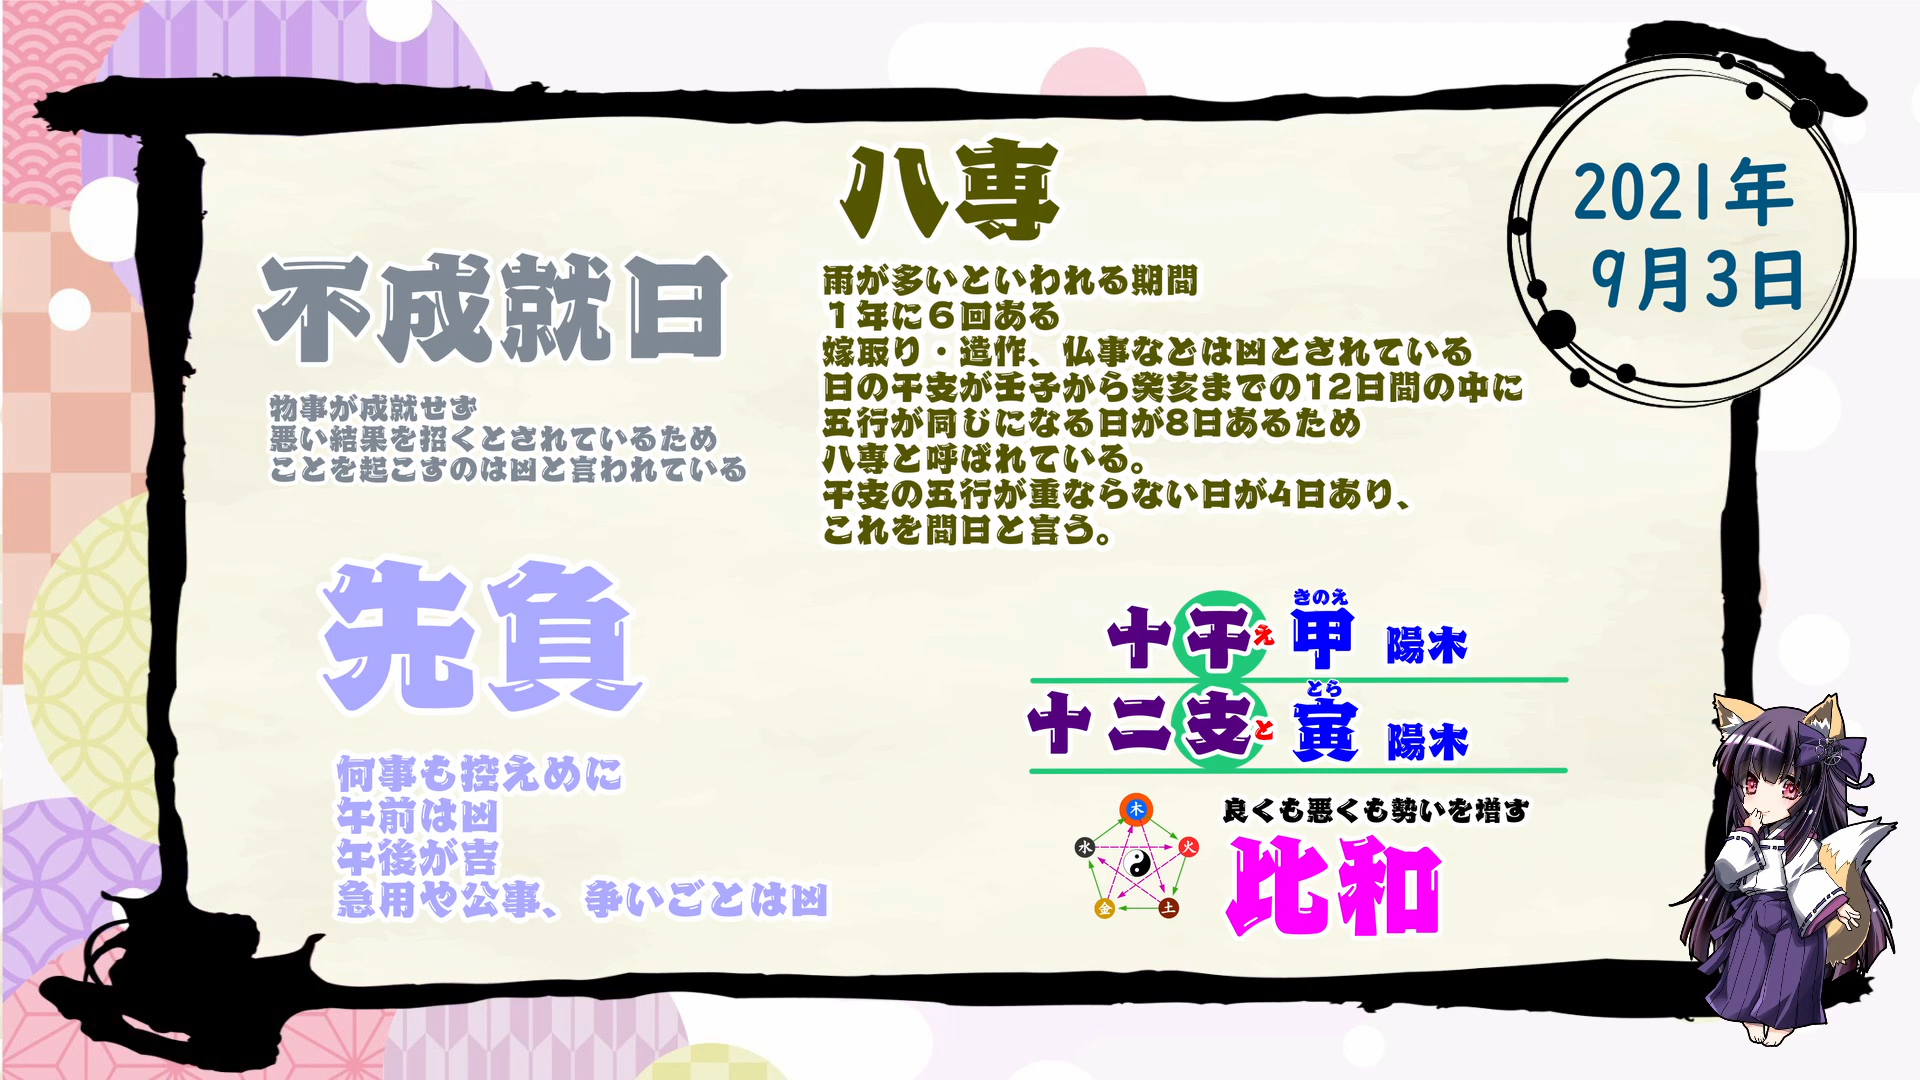 2021年
9月3日
八専
雨が多いといわれる期間
１年に６回ある
嫁取り・造作、仏事などは凶とされている
日の干支が壬子から癸亥までの12日間の中に
五行が同じになる日が8日あるため
八専と呼ばれている。
干支の五行が重ならない日が4日あり、
これを間日と言う。
不成就日
物事が成就せず
悪い結果を招くとされているため
ことを起こすのは凶と言われている
先負
何事も控えめに
午前は凶
午後が吉
急用や公事、争いごとは凶
きのえ
十干え 甲 陽木
とら
十二支と 寅 陽木
良くも悪くも勢いを増す
比和
木
水 火
金 土